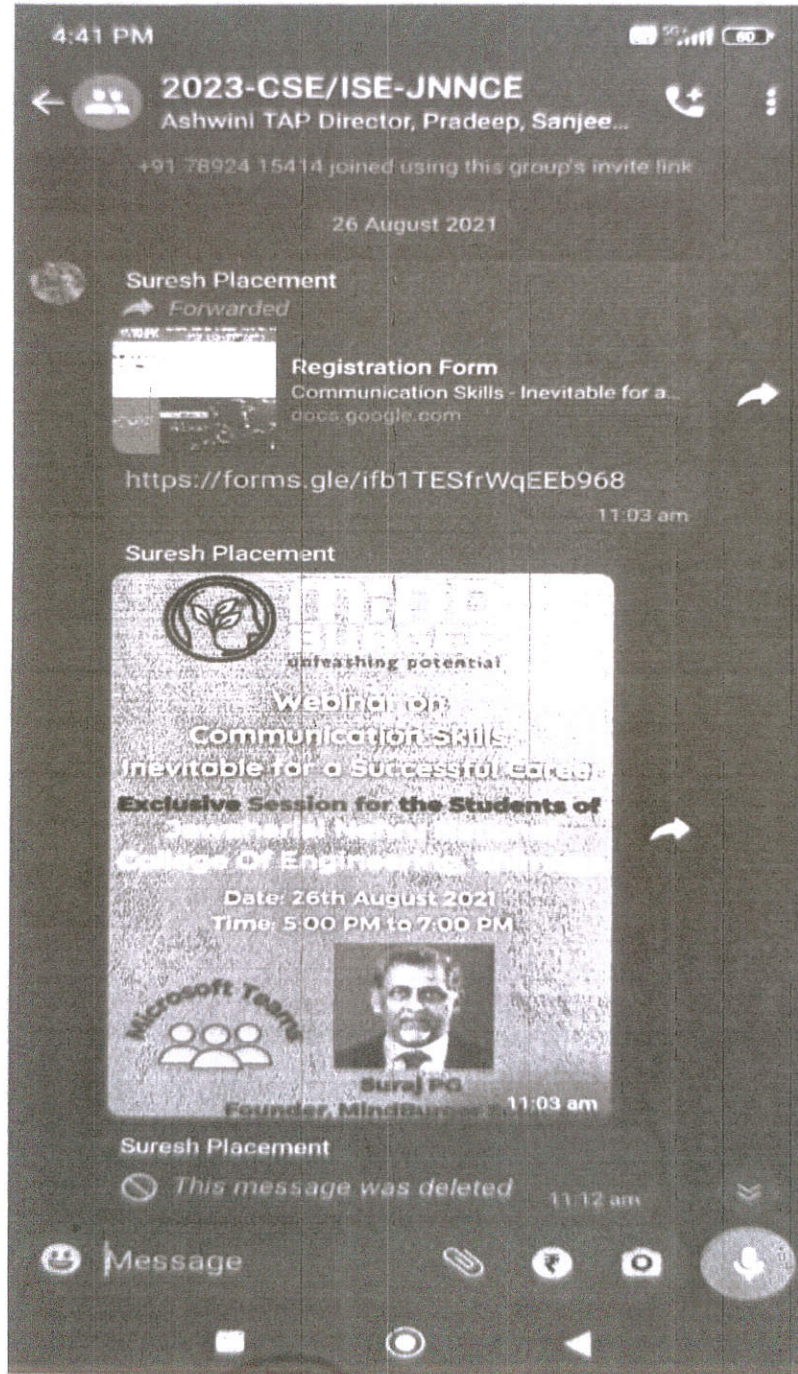 4:41 PM
5G 60
2023-CSE/ISE-JNNCE
Ashwini TAP Director, Pradeep, Sanjee...
+91 78924 15414 joined using this group's invite link
26 August 2021
Suresh Placement
Forwarded
Registration Form
Communication Skills - Inevitable for a...
docs.google.com
https://forms.gle/ifb1TESfrWqEEb968
11:03 am
Suresh Placement
unleashing potential
Webinar on
Communication Skills
Inevitable for a Successful Career
Exclusive Session for the Students of
College Of Engineering
Date: 26th August 2021
Time: 5:00 PM to 7:00 PM
Microsoft Teams
Suraj PG
Founder, MindBurner
11:03 am
Suresh Placement
This message was deleted
11:12 am
Message